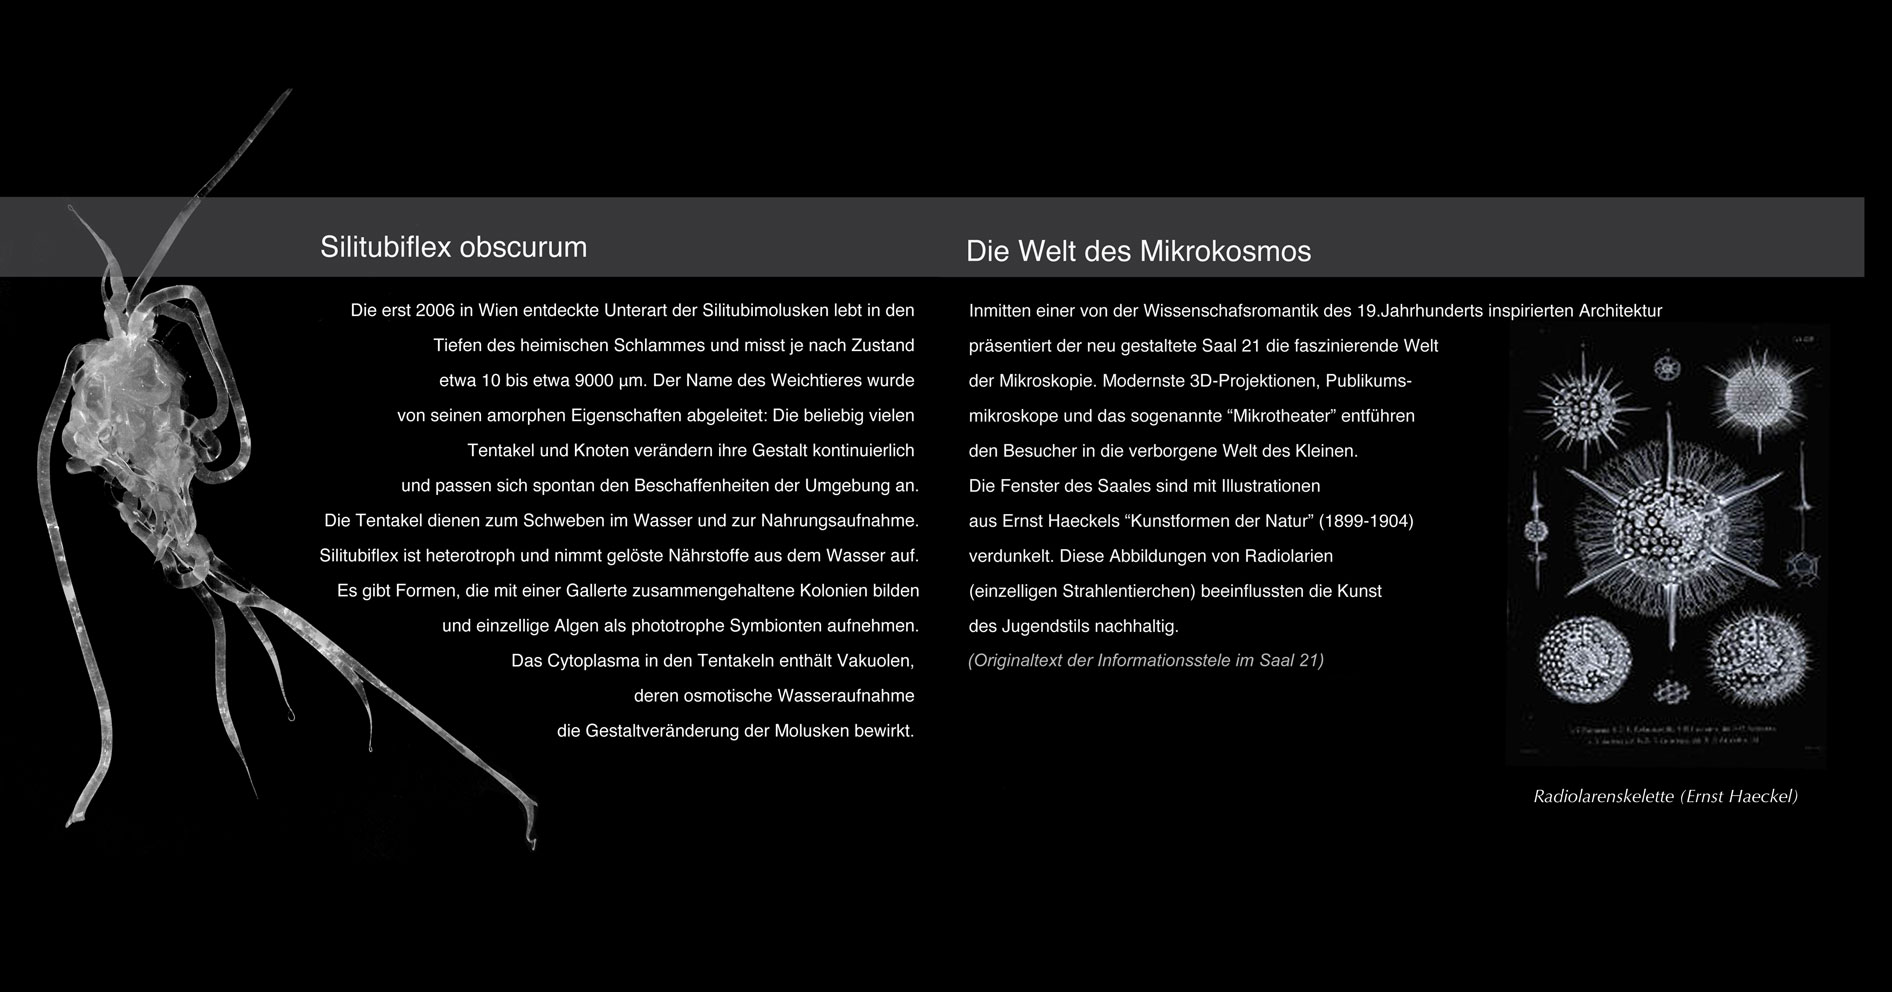 Silitubiflex obscurum
Die erst 2006 in Wien entdeckte Unterart der Silitubimolusken lebt in den
Tiefen des heimischen Schlammes und misst je nach Zustand
etwa 10 bis etwa 9000 µm. Der Name des Weichtieres wurde
von seinen amorphen Eigenschaften abgeleitet: Die beliebig vielen
Tentakel und Knoten verändern ihre Gestalt kontinuierlich
und passen sich spontan den Beschaffenheiten der Umgebung an.
Die Tentakel dienen zum Schweben im Wasser und zur Nahrungsaufnahme.
Silitubiflex ist heterotroph und nimmt gelöste Nährstoffe aus dem Wasser auf.
Es gibt Formen, die mit einer Gallerte zusammengehaltene Kolonien bilden
und einzellige Algen als phototrophe Symbionten aufnehmen.
Das Cytoplasma in den Tentakeln enthält Vakuolen,
deren osmotische Wasseraufnahme
die Gestaltveränderung der Molusken bewirkt.
Die Welt des Mikrokosmos
Inmitten einer von der Wissenschafsromantik des 19.Jahrhunderts inspirierten Architektur
präsentiert der neu gestaltete Saal 21 die faszinierende Welt
der Mikroskopie. Modernste 3D-Projektionen, Publikums-
mikroskope und das sogenannte “Mikrotheater” entführen
den Besucher in die verborgene Welt des Kleinen.
Die Fenster des Saales sind mit Illustrationen
aus Ernst Haeckels “Kunstformen der Natur” (1899-1904)
verdunkelt. Diese Abbildungen von Radiolarien
(einzelligen Strahlentierchen) beeinflussten die Kunst
des Jugendstils nachhaltig.
(Originaltext der Informationsstele im Saal 21)
Radiolarenskelette (Ernst Haeckel)